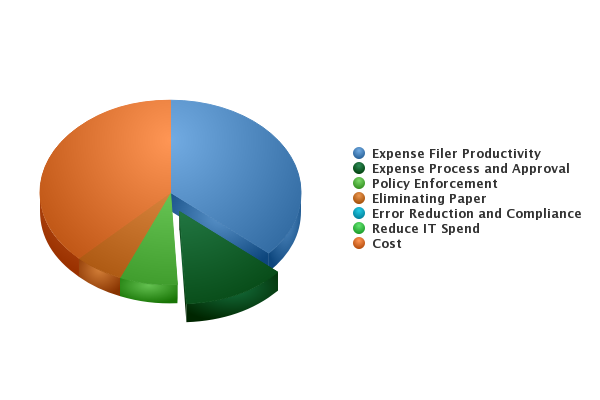 Expense Filer Productivity
Expense Process and Approval
Policy Enforcement
Eliminating Paper
Error Reduction and Compliance
Reduce IT Spend
Cost